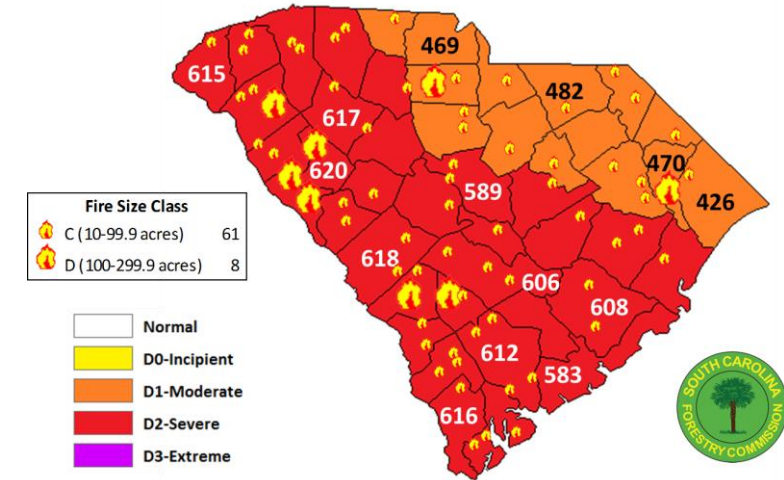 469
615
482
617
470
620
589
426
618
606
608
612
583
616
Fire Size Class
C (10-99.9 acres) 61
D (100-299.9 acres) 8
Normal
D0-Incipient
D1-Moderate
D2-Severe
D3-Extreme
SOUTH CAROLINA
FORESTRY COMMISSION